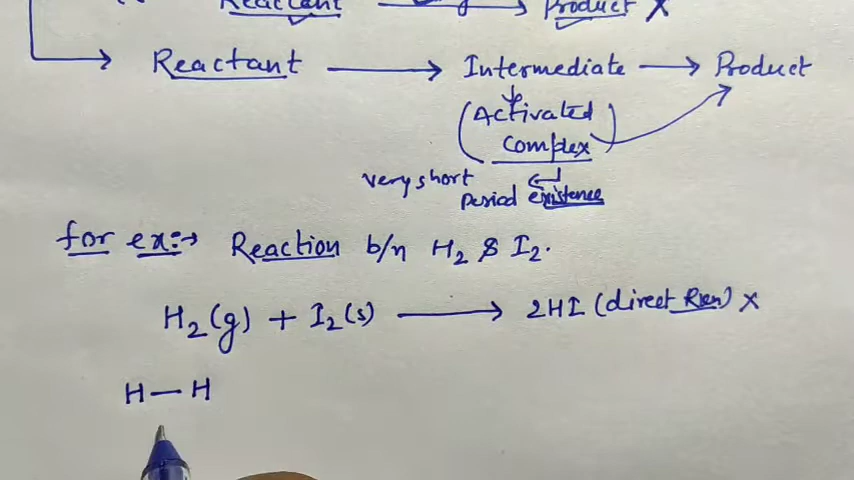 Reactant → Product X
Reactant → Intermediate → Product
(Activated
complex)
very short
period existence
for ex:→ Reaction b/n H₂ & I₂.
H₂(g) + I₂(s) → 2HI (direct Rxn) X
H — H